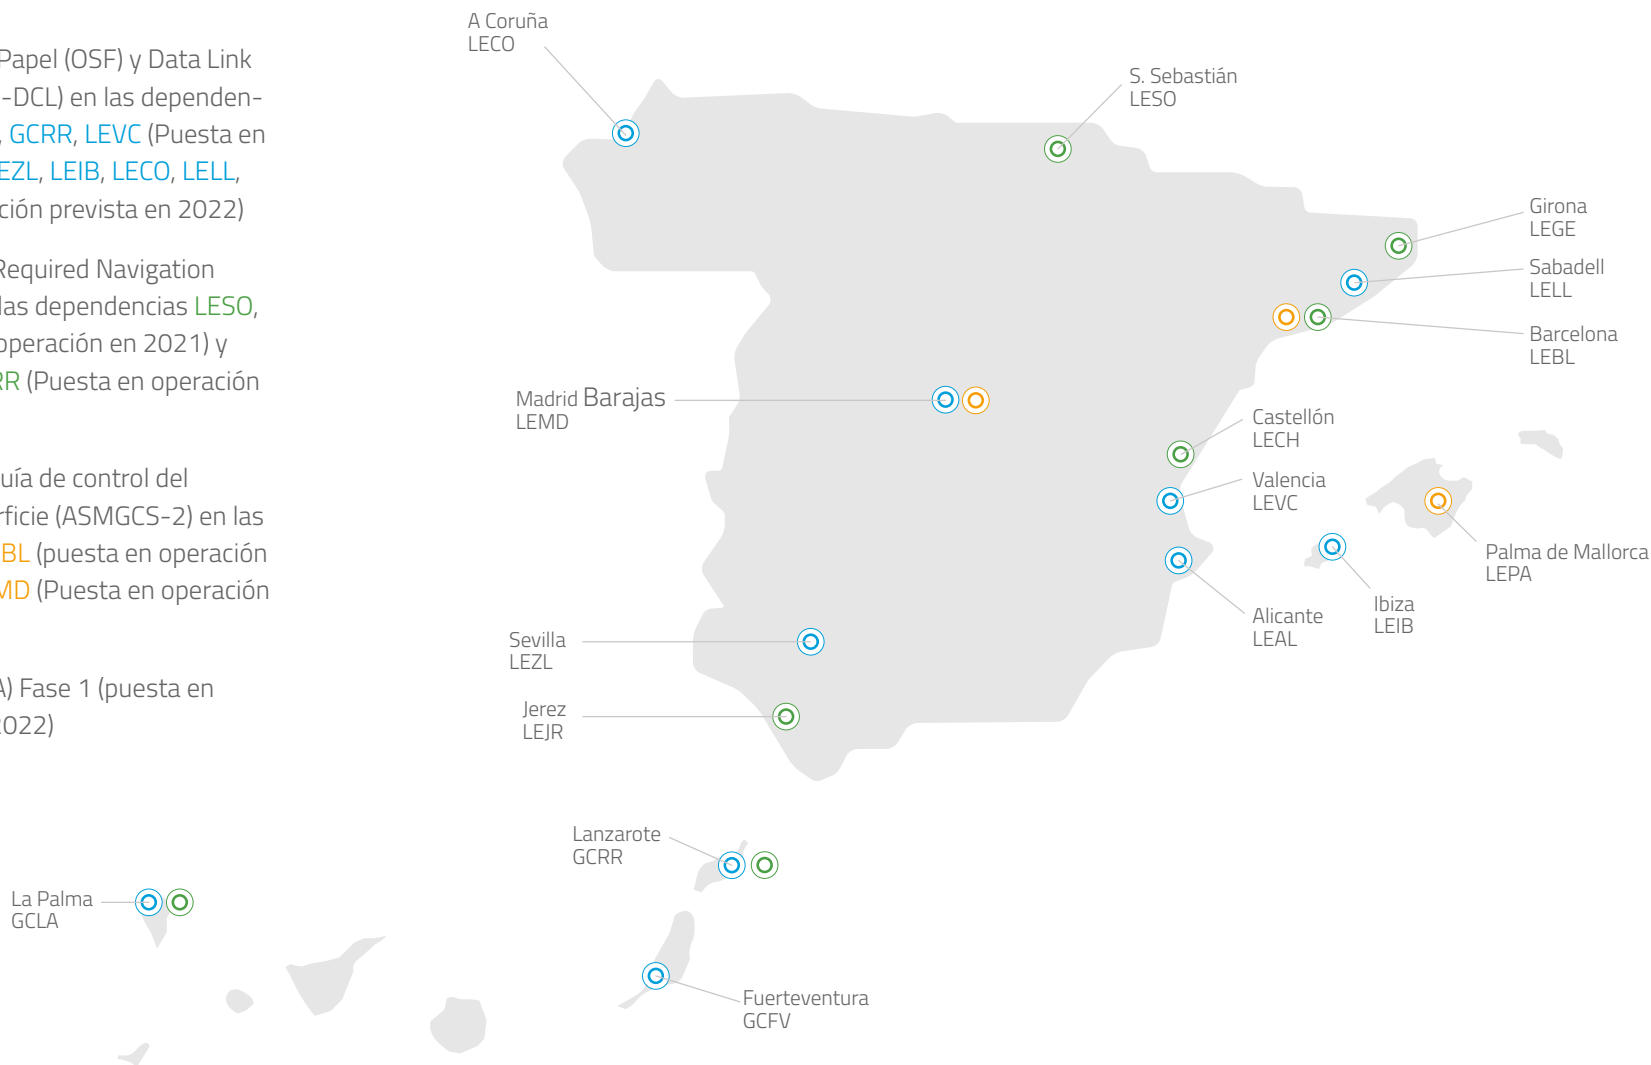 Papel (OSF) y Data Link
-DCL) en las dependen-
, GCRR, LEVC (Puesta en
EZL, LEIB, LECO, LELL,
ción prevista en 2022)
Required Navigation
las dependencias LESO,
operación en 2021) y
RR (Puesta en operación
uía de control del
rficie (ASMGCS-2) en las
BL (puesta en operación
MD (Puesta en operación
A) Fase 1 (puesta en
2022)
A Coruña
LECO
S. Sebastián
LESO
Girona
LEGE
Sabadell
LELL
Barcelona
LEBL
Madrid Barajas
LEMD
Castellón
LECH
Valencia
LEVC
Palma de Mallorca
LEPA
Ibiza
LEIB
Alicante
LEAL
Sevilla
LEZL
Jerez
LEJR
Lanzarote
GCRR
La Palma
GCLA
Fuerteventura
GCFV